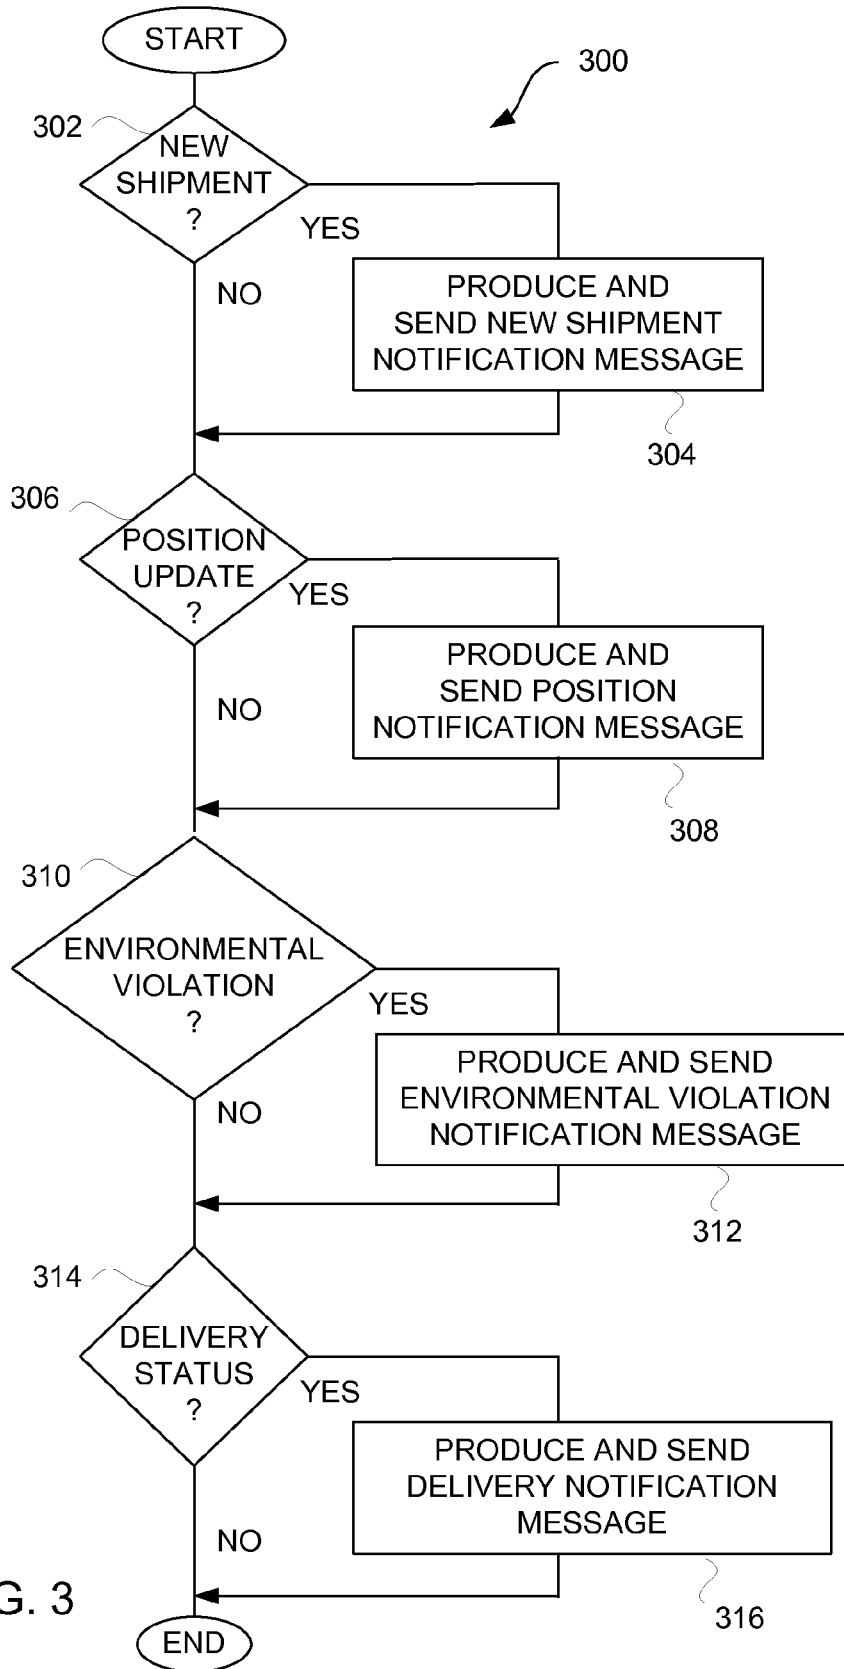 START
300
302
NEW
SHIPMENT
?
YES
NO
PRODUCE AND
SEND NEW SHIPMENT
NOTIFICATION MESSAGE
304
306
POSITION
UPDATE
?
YES
NO
PRODUCE AND
SEND POSITION
NOTIFICATION MESSAGE
308
310
ENVIRONMENTAL
VIOLATION
?
YES
NO
PRODUCE AND SEND
ENVIRONMENTAL VIOLATION
NOTIFICATION MESSAGE
312
314
DELIVERY
STATUS
?
YES
NO
PRODUCE AND SEND
DELIVERY NOTIFICATION
MESSAGE
316
G. 3
END